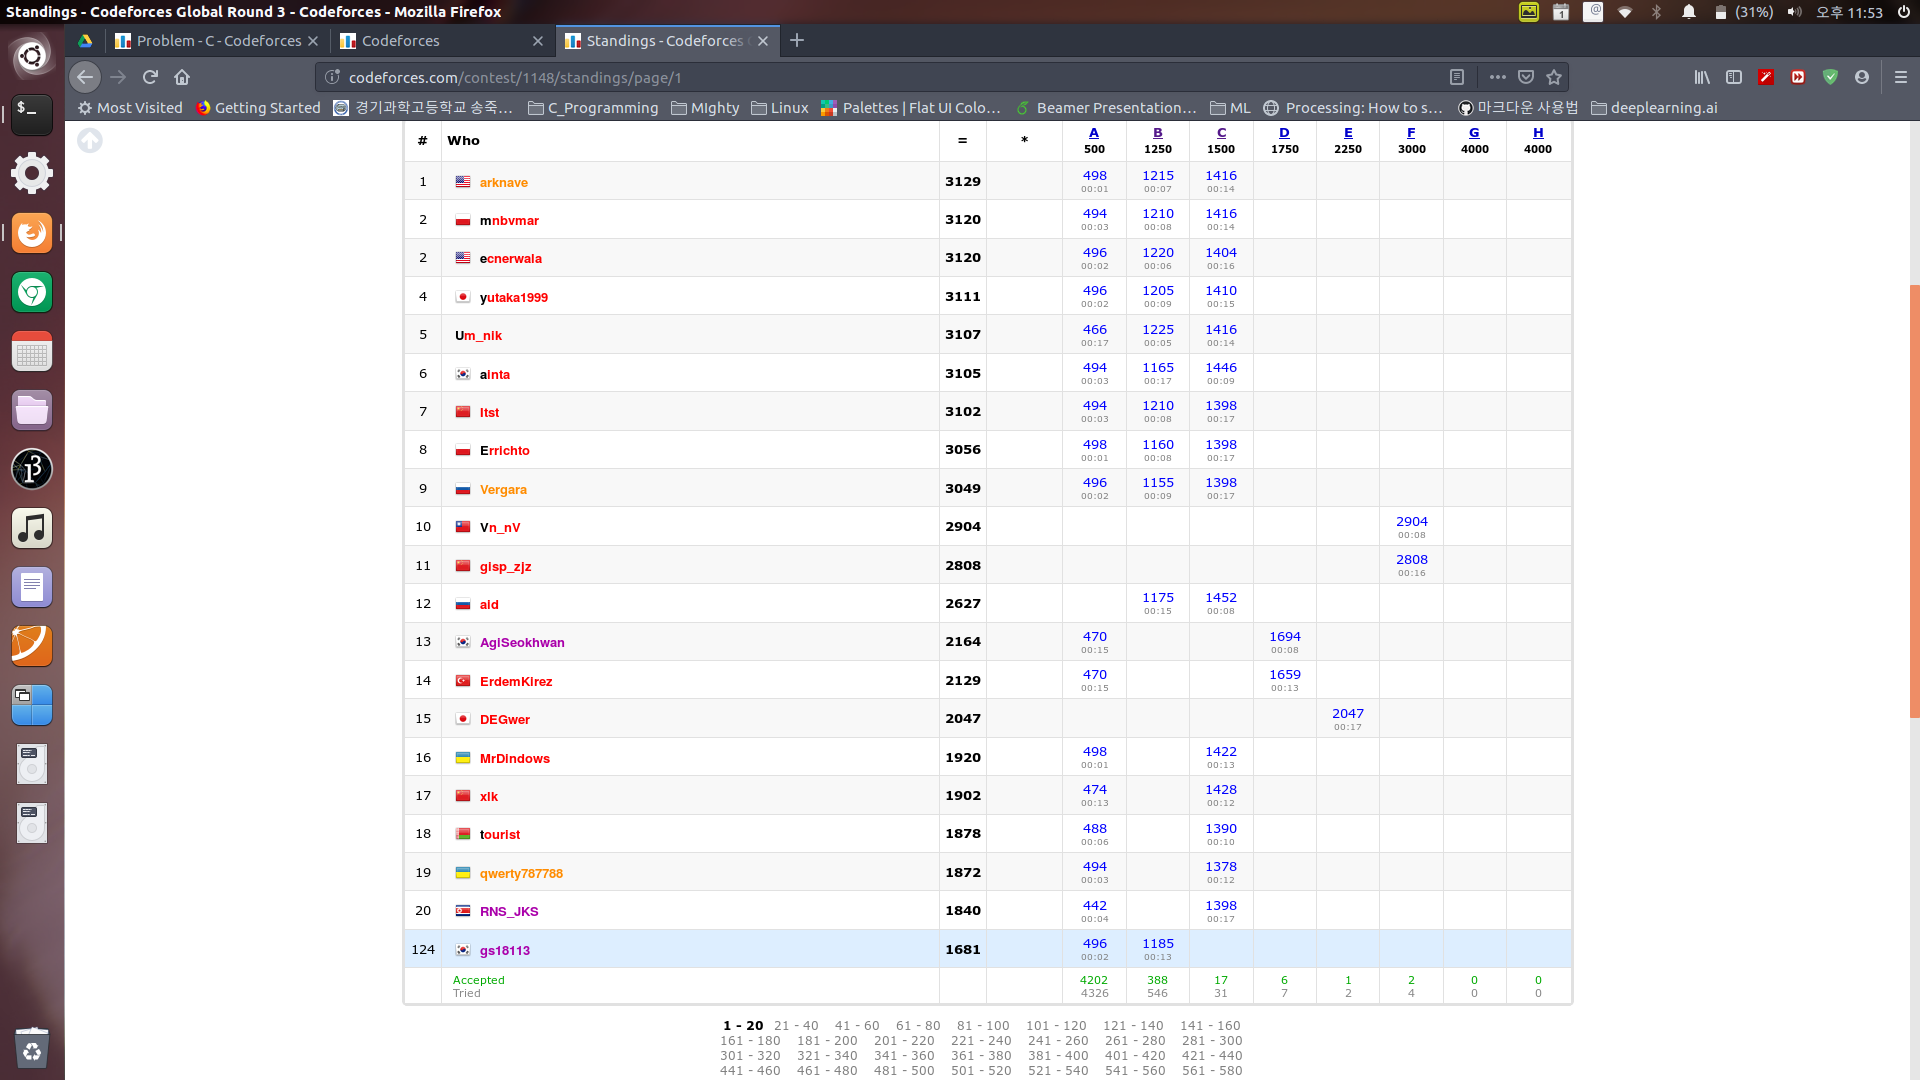 Standings - Codeforces Global Round 3 - Codeforces - Mozilla Firefox
(31%) 오후 11:53
Problem - C - Codeforces Codeforces Standings - Codeforces
codeforces.com/contest/1148/standings/page/1
Most Visited Getting Started 경기과학고등학교 송죽… C_Programming MIghty Linux Palettes | Flat UI Colo… Beamer Presentation… ML Processing: How to s… 마크다운 사용법 deeplearning.ai
# Who = * A B C D E F G H
500 1250 1500 1750 2250 3000 4000 4000
1 arknave 3129 498 1215 1416
00:01 00:07 00:14
2 mnbvmar 3120 494 1210 1416
00:03 00:08 00:14
2 ecnerwala 3120 496 1220 1404
00:02 00:06 00:16
4 yutaka1999 3111 496 1205 1410
00:02 00:09 00:15
5 Um_nik 3107 466 1225 1416
00:17 00:05 00:14
6 ainta 3105 494 1165 1446
00:03 00:17 00:09
7 Itst 3102 494 1210 1398
00:03 00:08 00:17
8 Errichto 3056 498 1160 1398
00:01 00:08 00:17
9 Vergara 3049 496 1155 1398
00:02 00:09 00:17
10 Vn_nV 2904 2904
00:08
11 gisp_zjz 2808 2808
00:16
12 aid 2627 1175 1452
00:15 00:08
13 AgiSeokhwan 2164 470 1694
00:15 00:08
14 ErdemKirez 2129 470 1659
00:15 00:13
15 DEGwer 2047 2047
00:17
16 MrDindows 1920 498 1422
00:01 00:13
17 xlk 1902 474 1428
00:13 00:12
18 tourist 1878 488 1390
00:06 00:10
19 qwerty787788 1872 494 1378
00:03 00:12
20 RNS_JKS 1840 442 1398
00:04 00:17
124 gs18113 1681 496 1185
00:02 00:13
Accepted 4202 388 17 6 1 2 0 0
Tried 4326 546 31 7 2 4 0 0
1 - 20 21 - 40 41 - 60 61 - 80 81 - 100 101 - 120 121 - 140 141 - 160
161 - 180 181 - 200 201 - 220 221 - 240 241 - 260 261 - 280 281 - 300
301 - 320 321 - 340 341 - 360 361 - 380 381 - 400 401 - 420 421 - 440
441 - 460 461 - 480 481 - 500 501 - 520 521 - 540 541 - 560 561 - 580